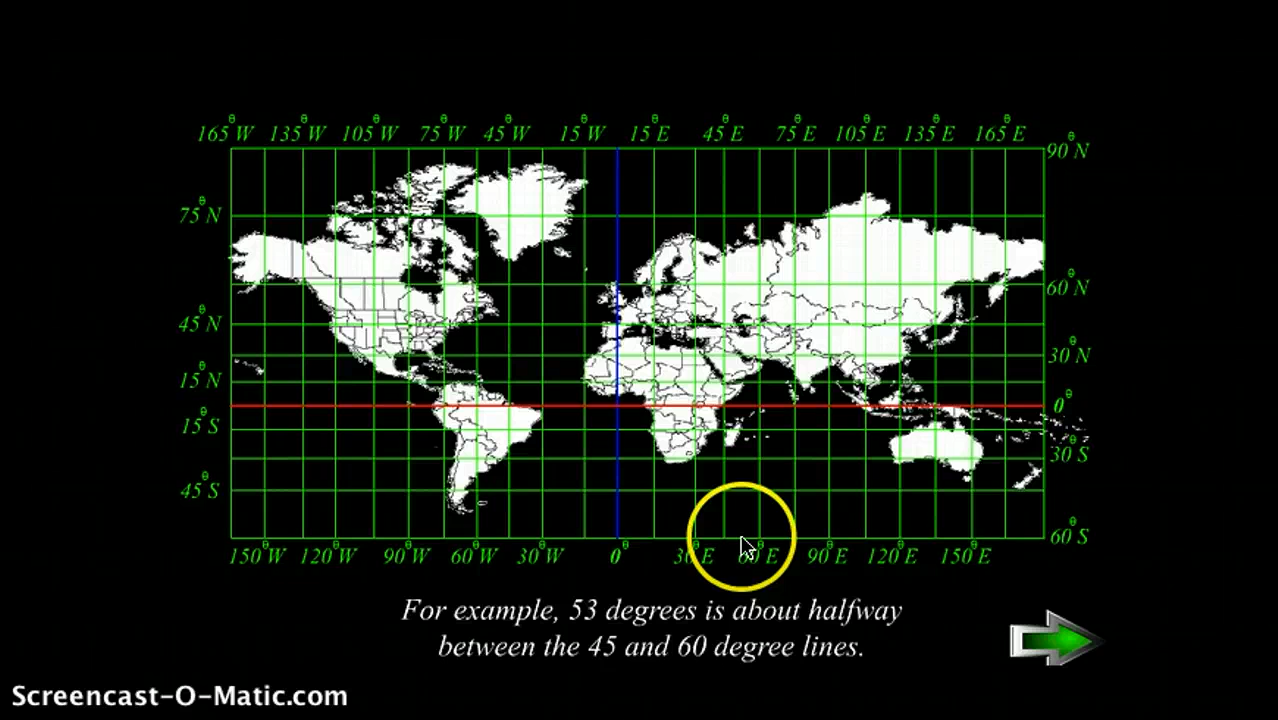 165° W 135° W 105° W 75° W 45° W 15° W 15° E 45° E 75° E 105° E 135° E 165° E
90° N
75° N
60° N
45° N
30° N
15° N
0°
15° S
30° S
45° S
60° S
150° W 120° W 90° W 60° W 30° W 0° 30° E 60° E 90° E 120° E 150° E
For example, 53 degrees is about halfway
between the 45 and 60 degree lines.
Screencast-O-Matic.com